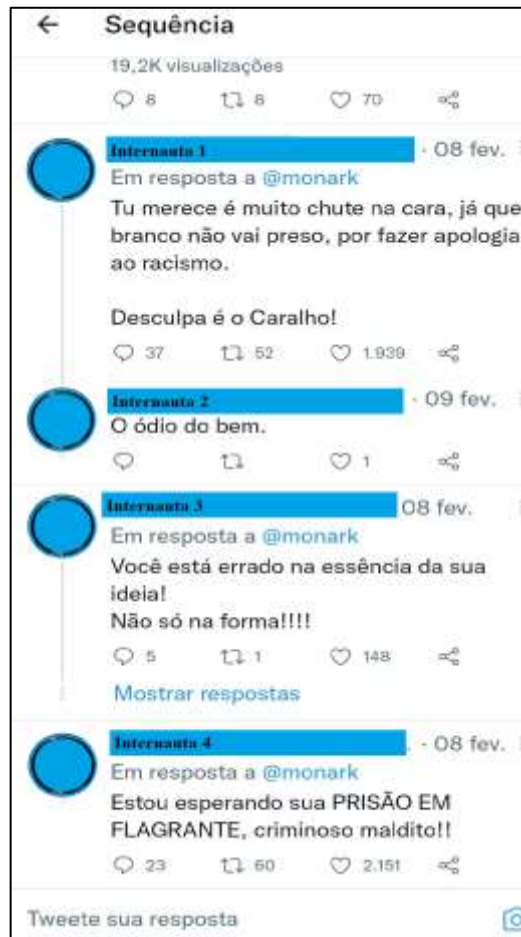 Sequência
19,2K visualizações
8 8 70
Internauta 1 · 08 fev.
Em resposta a @monark
Tu merece é muito chute na cara, já que
branco não vai preso, por fazer apologia
ao racismo.
Desculpa é o Caralho!
37 52 1.939
Internauta 2 · 09 fev.
O ódio do bem.
1
Internauta 3 08 fev.
Em resposta a @monark
Você está errado na essência da sua
ideia!
Não só na forma!!!!
5 1 148
Mostrar respostas
Internauta 4 . · 08 fev.
Em resposta a @monark
Estou esperando sua PRISÃO EM
FLAGRANTE, criminoso maldito!!
23 60 2.151
Tweete sua resposta